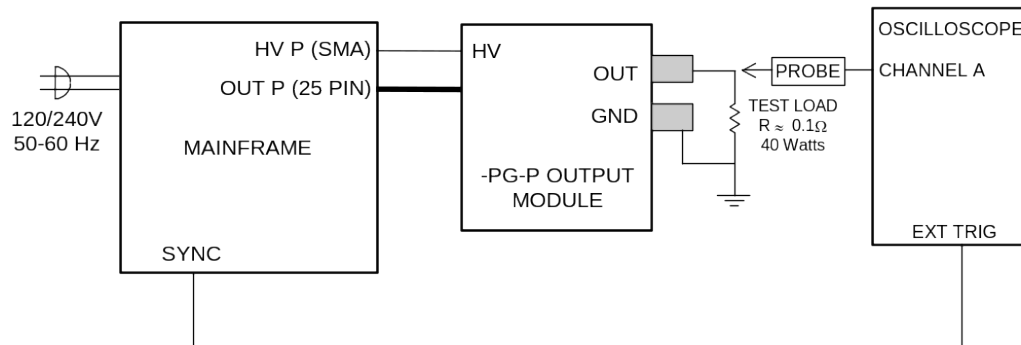 120/240V
50-60 Hz
HV P (SMA)
OUT P (25 PIN)
MAINFRAME
SYNC
HV
OUT
GND
-PG-P OUTPUT
MODULE
TEST LOAD
R ≈ 0.1Ω
40 Watts
PROBE
OSCILLOSCOPE
CHANNEL A
EXT TRIG